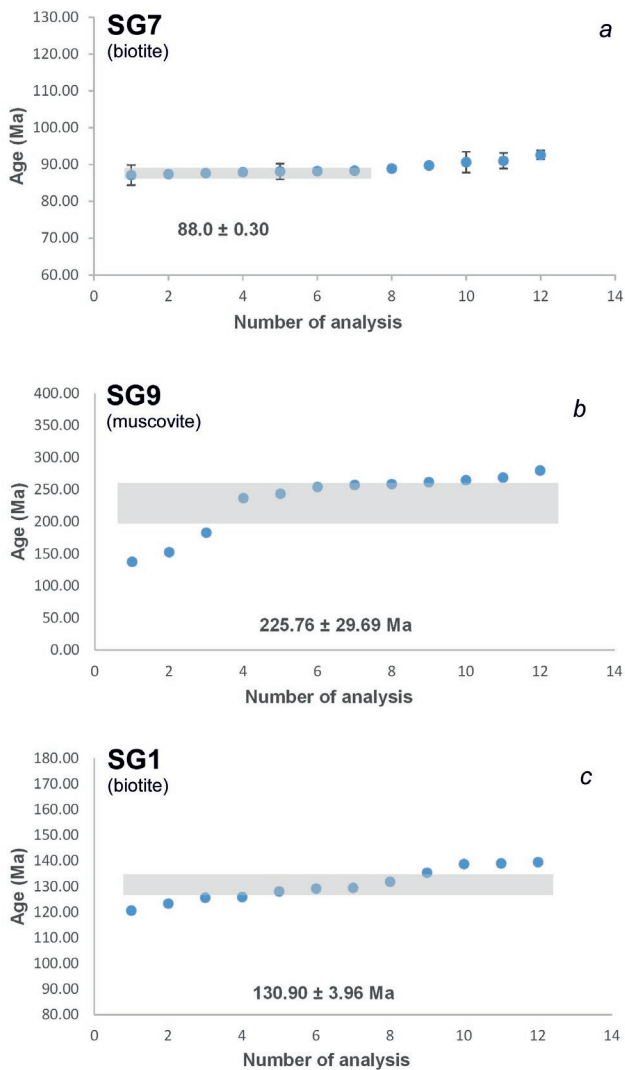 SG7
(biotite)
a
130.00
120.00
110.00
100.00
90.00
80.00
70.00
60.00
Age (Ma)
88.0 ± 0.30
0 2 4 6 8 10 12 14
Number of analysis
SG9
(muscovite)
b
400.00
350.00
300.00
250.00
200.00
150.00
100.00
50.00
0.00
Age (Ma)
225.76 ± 29.69 Ma
0 2 4 6 8 10 12 14
Number of analysis
SG1
(biotite)
c
180.00
170.00
160.00
150.00
140.00
130.00
120.00
110.00
100.00
90.00
80.00
Age (Ma)
130.90 ± 3.96 Ma
0 2 4 6 8 10 12 14
Number of analysis